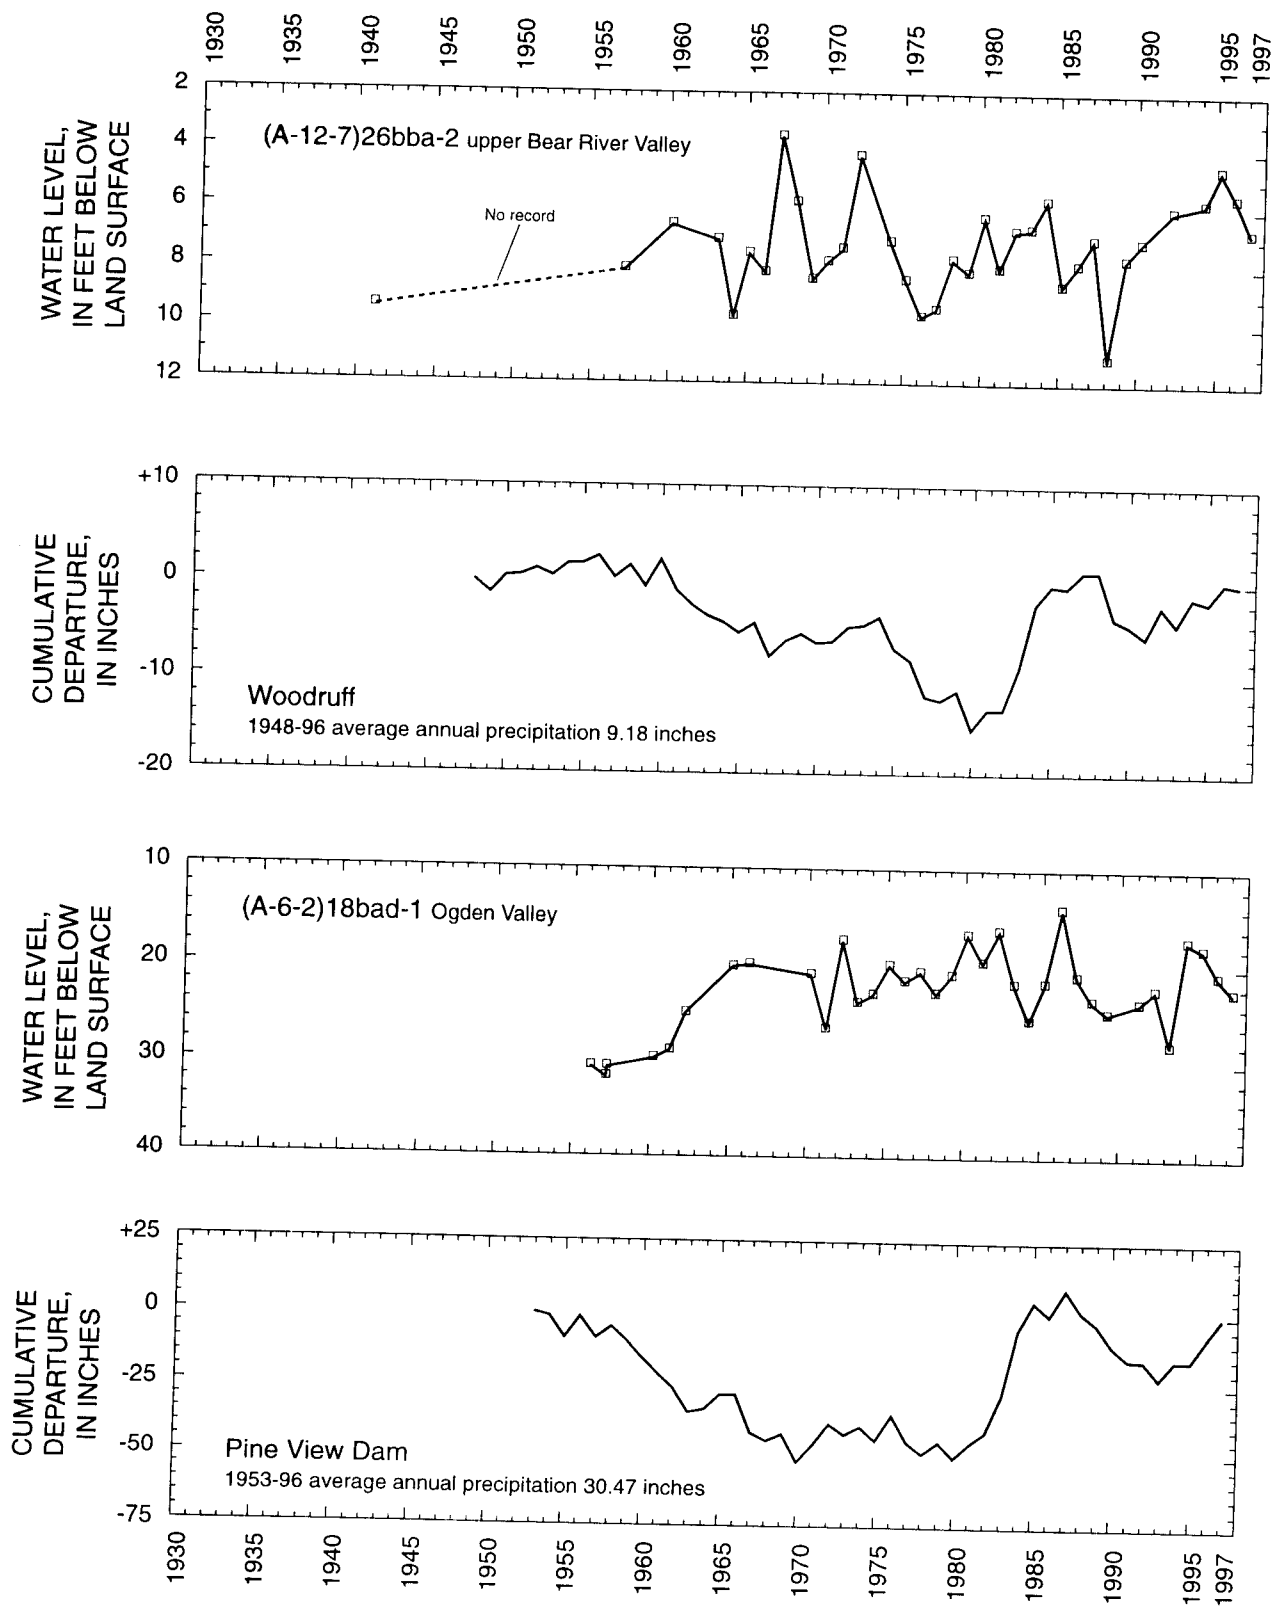 1930 1935 1940 1945 1950 1955 1960 1965 1970 1975 1980 1985 1990 1995 1997
WATER LEVEL,
IN FEET BELOW
LAND SURFACE
2
4
6
8
10
12
(A-12-7)26bba-2 upper Bear River Valley
No record
CUMULATIVE
DEPARTURE,
IN INCHES
+10
0
-10
-20
Woodruff
1948-96 average annual precipitation 9.18 inches
WATER LEVEL,
IN FEET BELOW
LAND SURFACE
10
20
30
40
(A-6-2)18bad-1 Ogden Valley
CUMULATIVE
DEPARTURE,
IN INCHES
+25
0
-25
-50
-75
Pine View Dam
1953-96 average annual precipitation 30.47 inches
1930 1935 1940 1945 1950 1955 1960 1965 1970 1975 1980 1985 1990 1995 1997